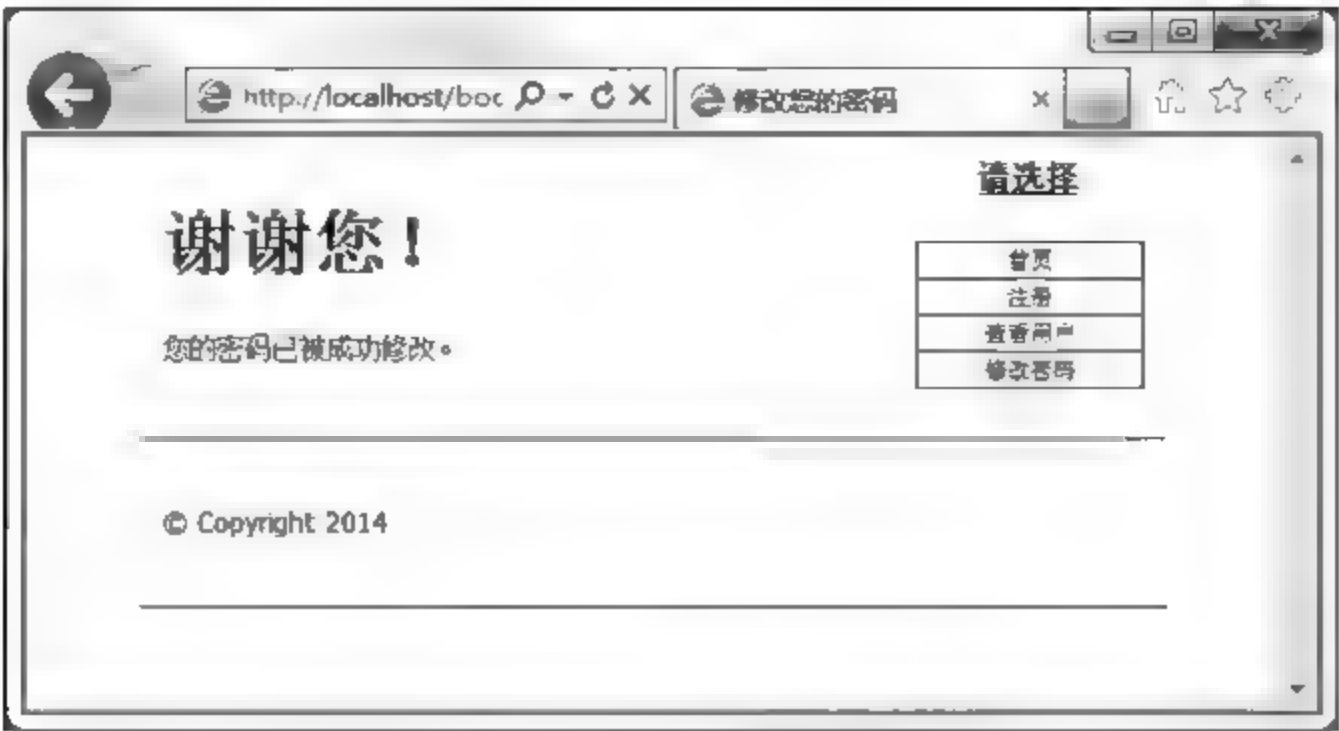 http://localhost/boc
修改您的密码
请选择
谢谢您！
首页
注册
查看用户
修改密码
您的密码已被成功修改。
© Copyright 2014